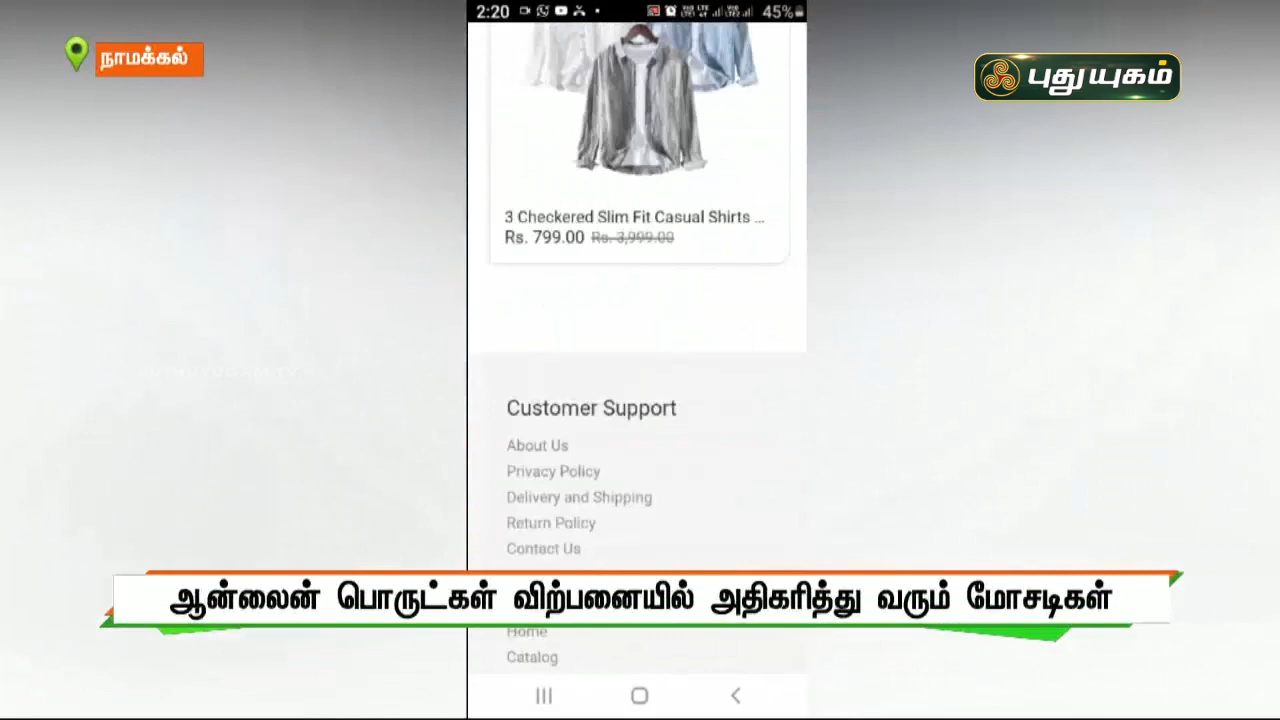 2:20
45%
நாமக்கல்
புதுயுகம்
3 Checkered Slim Fit Casual Shirts ...
Rs. 799.00 Rs. 3,999.00
Customer Support
About Us
Privacy Policy
Delivery and Shipping
Return Policy
Contact Us
ஆன்லைன் பொருட்கள் விற்பனையில் அதிகரித்து வரும் மோசடிகள்
Home
Catalog